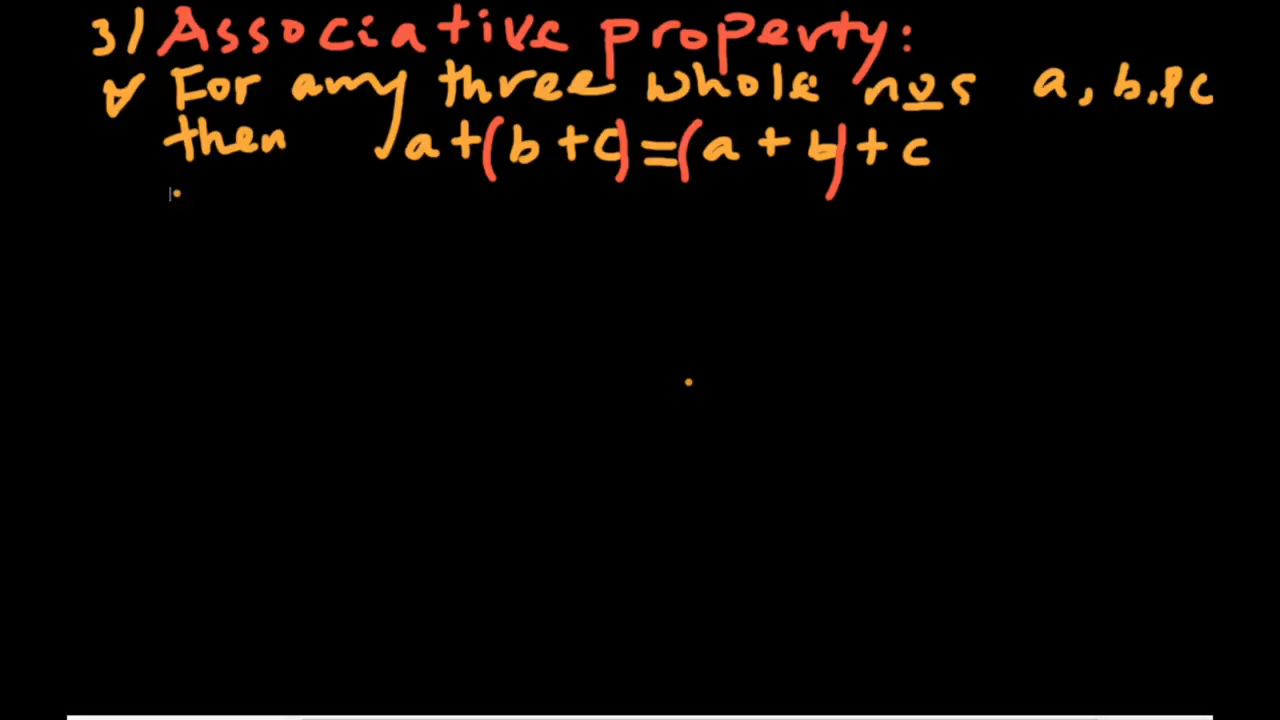 3) Associative property:
∀ For any three whole nos a, b, & c
then a + (b + c) = (a + b) + c